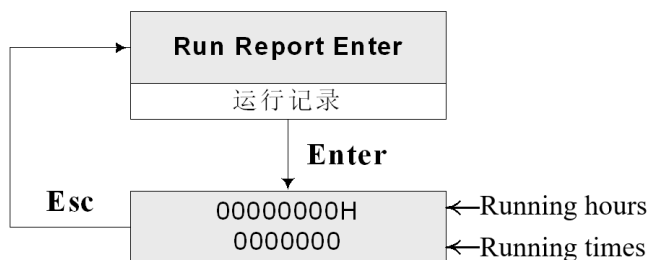 Run Report Enter
运行记录
Enter
Esc
00000000H
Running hours
0000000
Running times